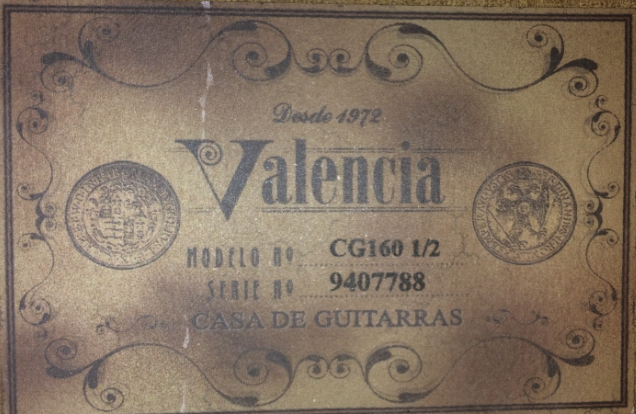 Desde 1972
Valencia
MODELO Nº CG160 1/2
SERIE Nº 9407788
CASA DE GUITARRAS